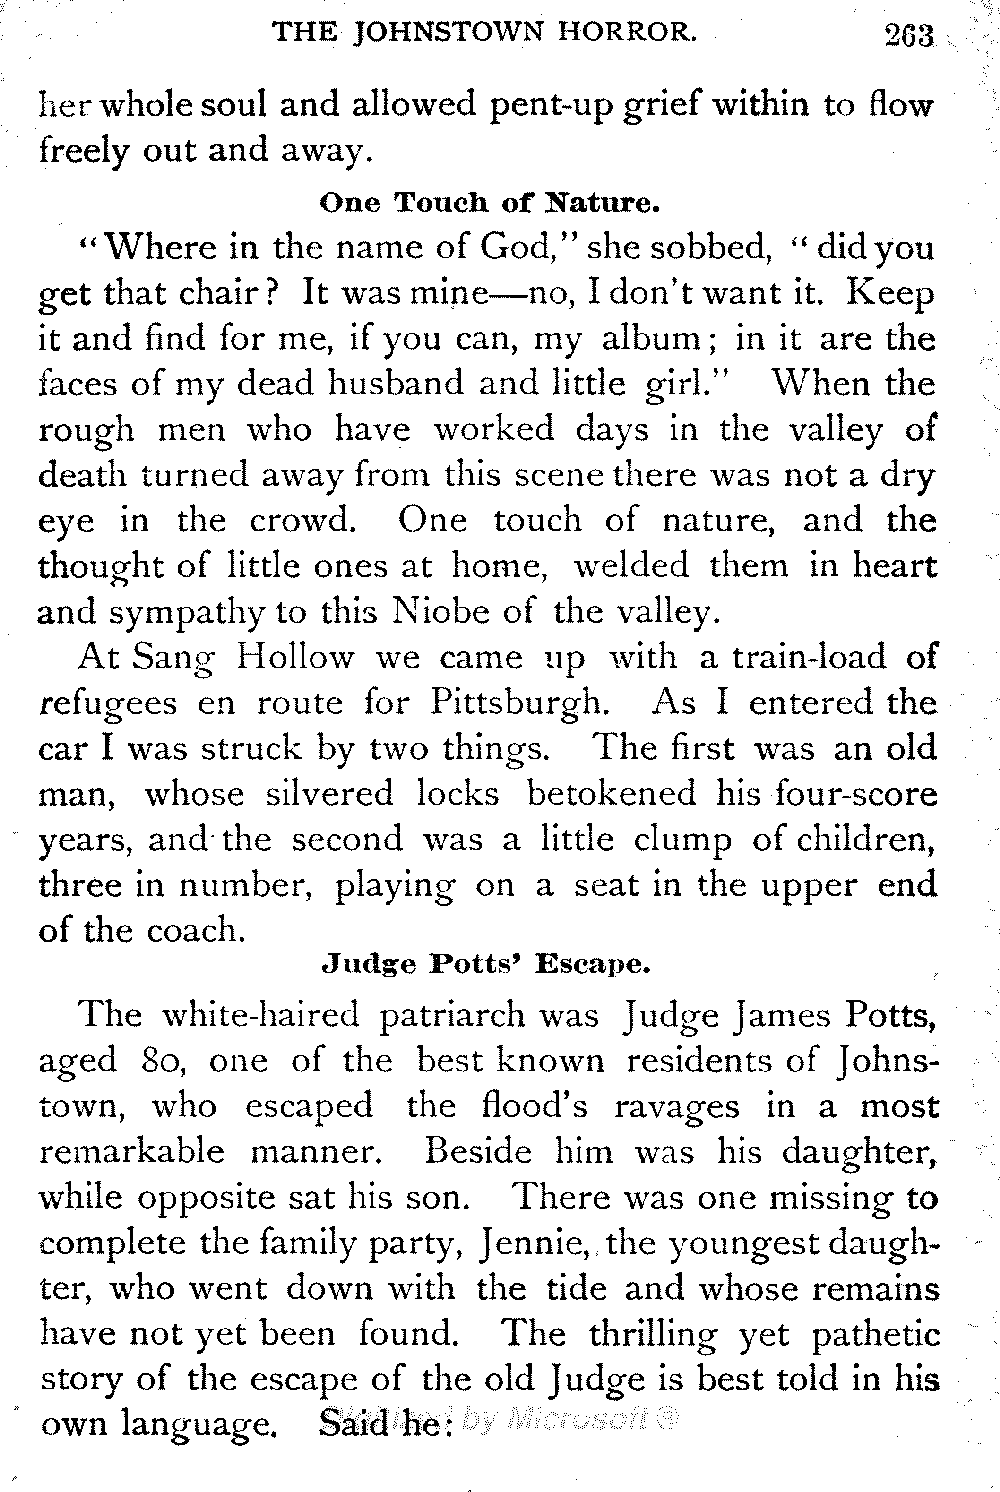 THE JOHNSTOWN HORROR. 263
her whole soul and allowed pent-up grief within to flow
freely out and away.
One Touch of Nature.
"Where in the name of God," she sobbed, "did you
get that chair? It was mine—no, I don't want it. Keep
it and find for me, if you can, my album; in it are the
faces of my dead husband and little girl." When the
rough men who have worked days in the valley of
death turned away from this scene there was not a dry
eye in the crowd. One touch of nature, and the
thought of little ones at home, welded them in heart
and sympathy to this Niobe of the valley.
At Sang Hollow we came up with a train-load of
refugees en route for Pittsburgh. As I entered the
car I was struck by two things. The first was an old
man, whose silvered locks betokened his four-score
years, and the second was a little clump of children,
three in number, playing on a seat in the upper end
of the coach.
Judge Potts' Escape.
The white-haired patriarch was Judge James Potts,
aged 80, one of the best known residents of Johns-
town, who escaped the flood's ravages in a most
remarkable manner. Beside him was his daughter,
while opposite sat his son. There was one missing to
complete the family party, Jennie, the youngest daugh-
ter, who went down with the tide and whose remains
have not yet been found. The thrilling yet pathetic
story of the escape of the old Judge is best told in his
own language. Said he: by Microsoft ®